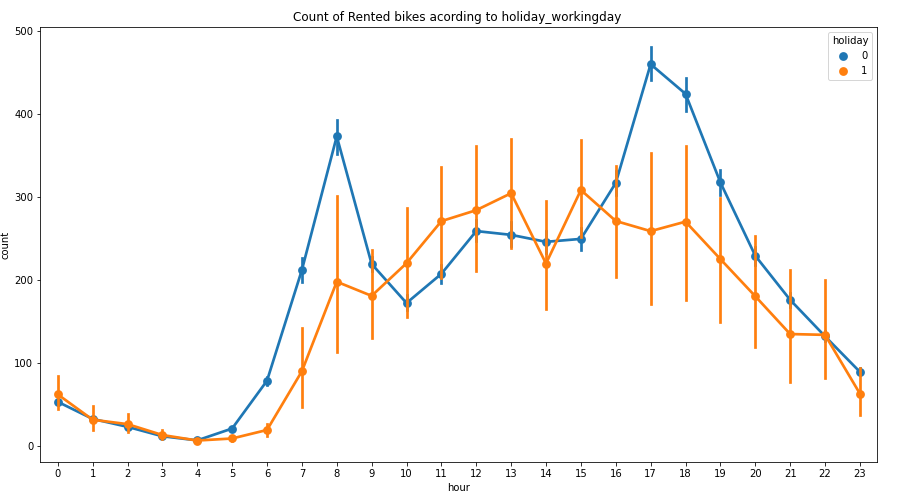 Count of Rented bikes acording to holiday_workingday
500
400
300
200
100
0
count
holiday
0
1
0 1 2 3 4 5 6 7 8 9 10 11 12 13 14 15 16 17 18 19 20 21 22 23
hour